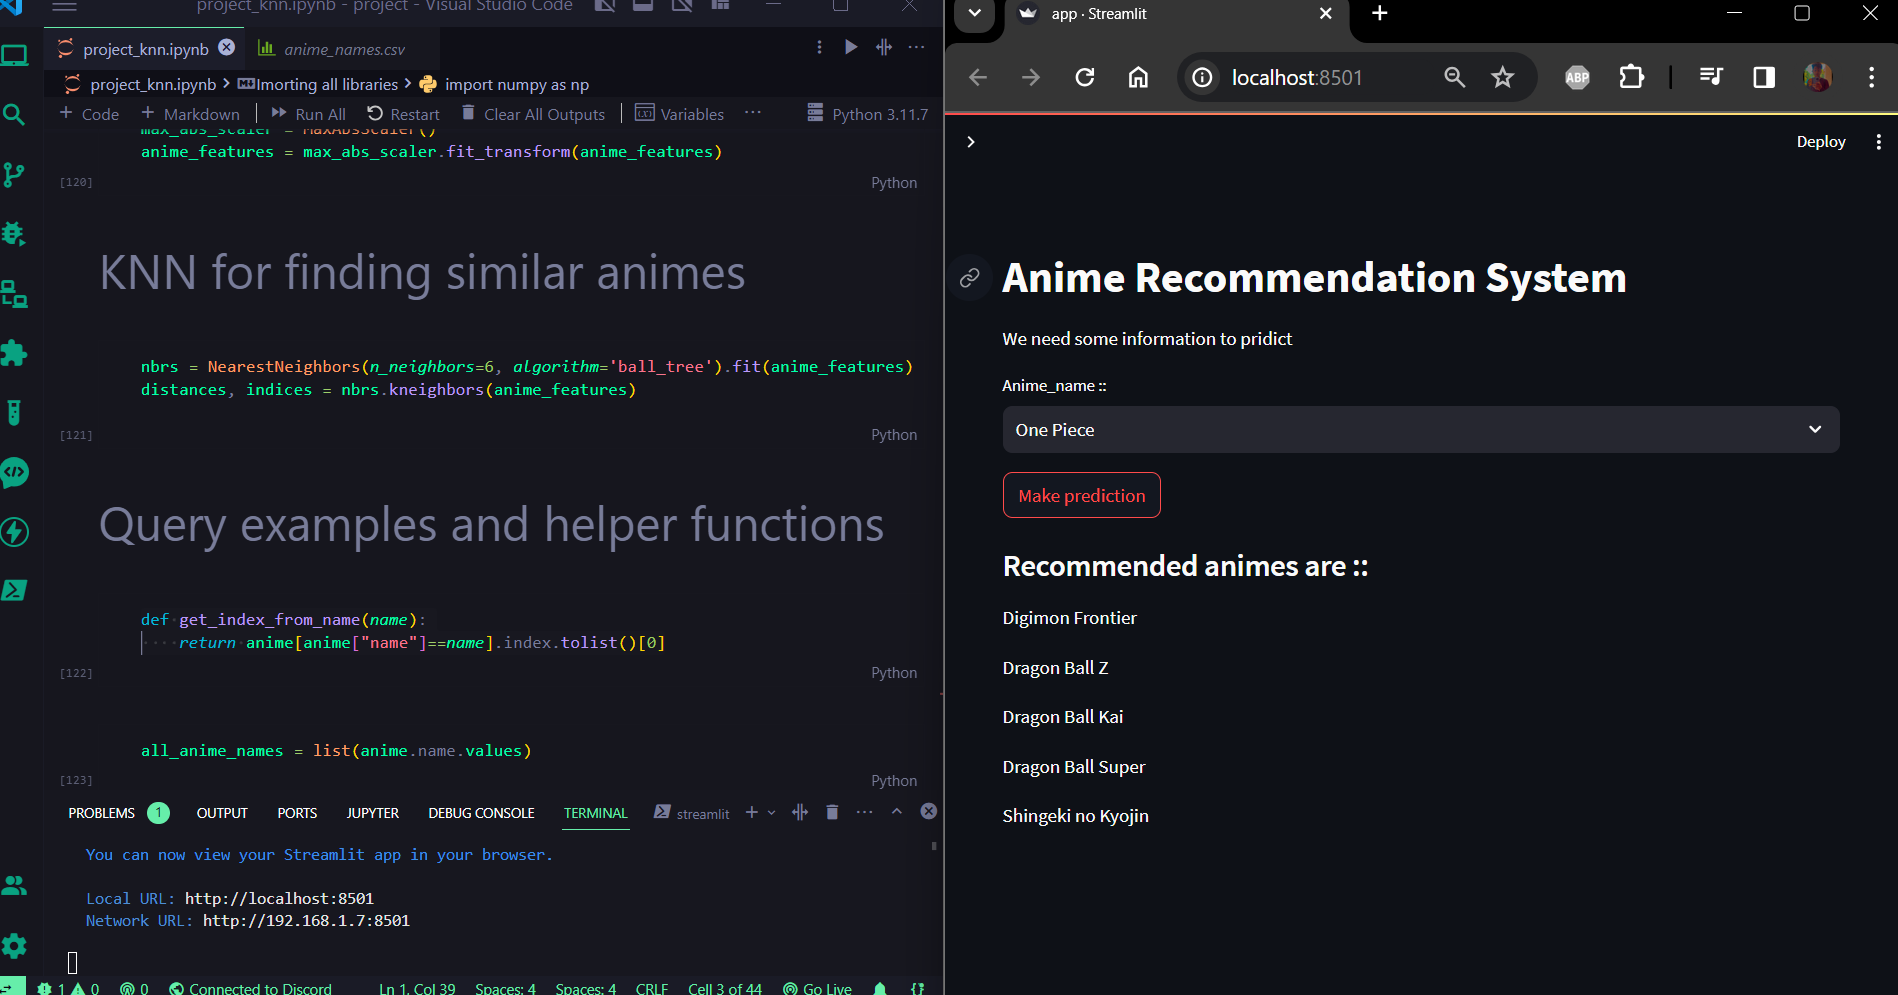 project_knn.ipynb - project - Visual Studio Code
project_knn.ipynb
anime_names.csv
project_knn.ipynb > Imorting all libraries > import numpy as np
+ Code + Markdown Run All Restart Clear All Outputs Variables ··· Python 3.11.7
max_abs_scaler = MaxAbsScaler()
anime_features = max_abs_scaler.fit_transform(anime_features)
[120] Python
KNN for finding similar animes
nbrs = NearestNeighbors(n_neighbors=6, algorithm='ball_tree').fit(anime_features)
distances, indices = nbrs.kneighbors(anime_features)
[121] Python
Query examples and helper functions
def get_index_from_name(name):
return anime[anime["name"]==name].index.tolist()[0]
[122] Python
all_anime_names = list(anime.name.values)
[123] Python
PROBLEMS 1 OUTPUT PORTS JUPYTER DEBUG CONSOLE TERMINAL streamlit
You can now view your Streamlit app in your browser.
Local URL: http://localhost:8501
Network URL: http://192.168.1.7:8501
1 0 0 Connected to Discord Ln 1, Col 39 Spaces: 4 Spaces: 4 CRLF Cell 3 of 44 Go Live
app · Streamlit
localhost:8501
ABP
Deploy
Anime Recommendation System
We need some information to pridict
Anime_name ::
One Piece
Make prediction
Recommended animes are ::
Digimon Frontier
Dragon Ball Z
Dragon Ball Kai
Dragon Ball Super
Shingeki no Kyojin